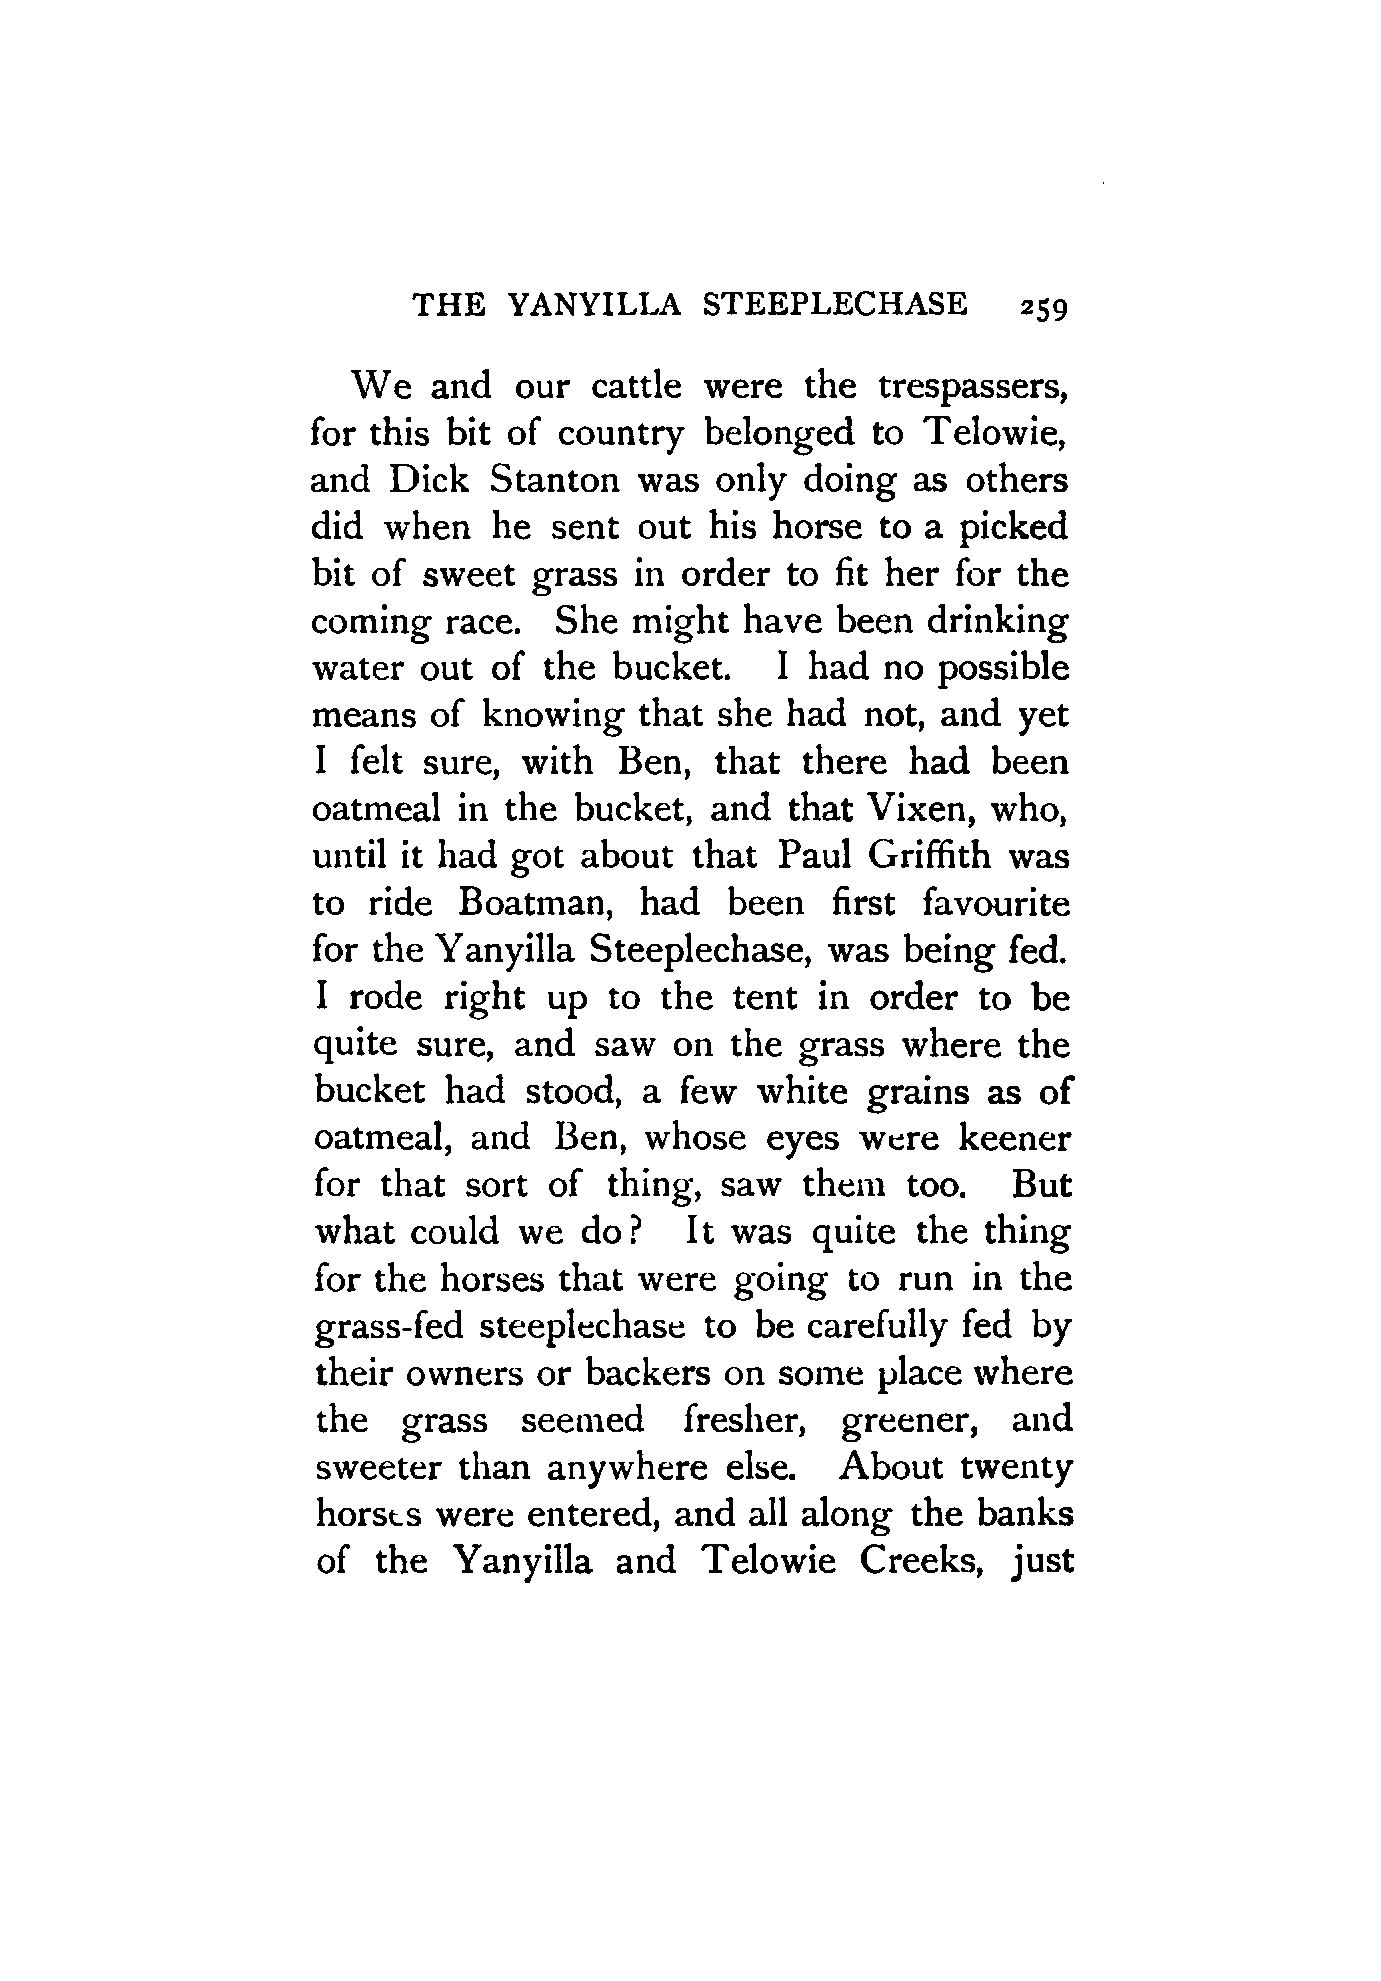 THE YANYILLA STEEPLECHASE 259
We and our cattle were the trespassers,
for this bit of country belonged to Telowie,
and Dick Stanton was only doing as others
did when he sent out his horse to a picked
bit of sweet grass in order to fit her for the
coming race. She might have been drinking
water out of the bucket. I had no possible
means of knowing that she had not, and yet
I felt sure, with Ben, that there had been
oatmeal in the bucket, and that Vixen, who,
until it had got about that Paul Griffith was
to ride Boatman, had been first favourite
for the Yanyilla Steeplechase, was being fed.
I rode right up to the tent in order to be
quite sure, and saw on the grass where the
bucket had stood, a few white grains as of
oatmeal, and Ben, whose eyes were keener
for that sort of thing, saw them too. But
what could we do? It was quite the thing
for the horses that were going to run in the
grass-fed steeplechase to be carefully fed by
their owners or backers on some place where
the grass seemed fresher, greener, and
sweeter than anywhere else. About twenty
horses were entered, and all along the banks
of the Yanyilla and Telowie Creeks, just